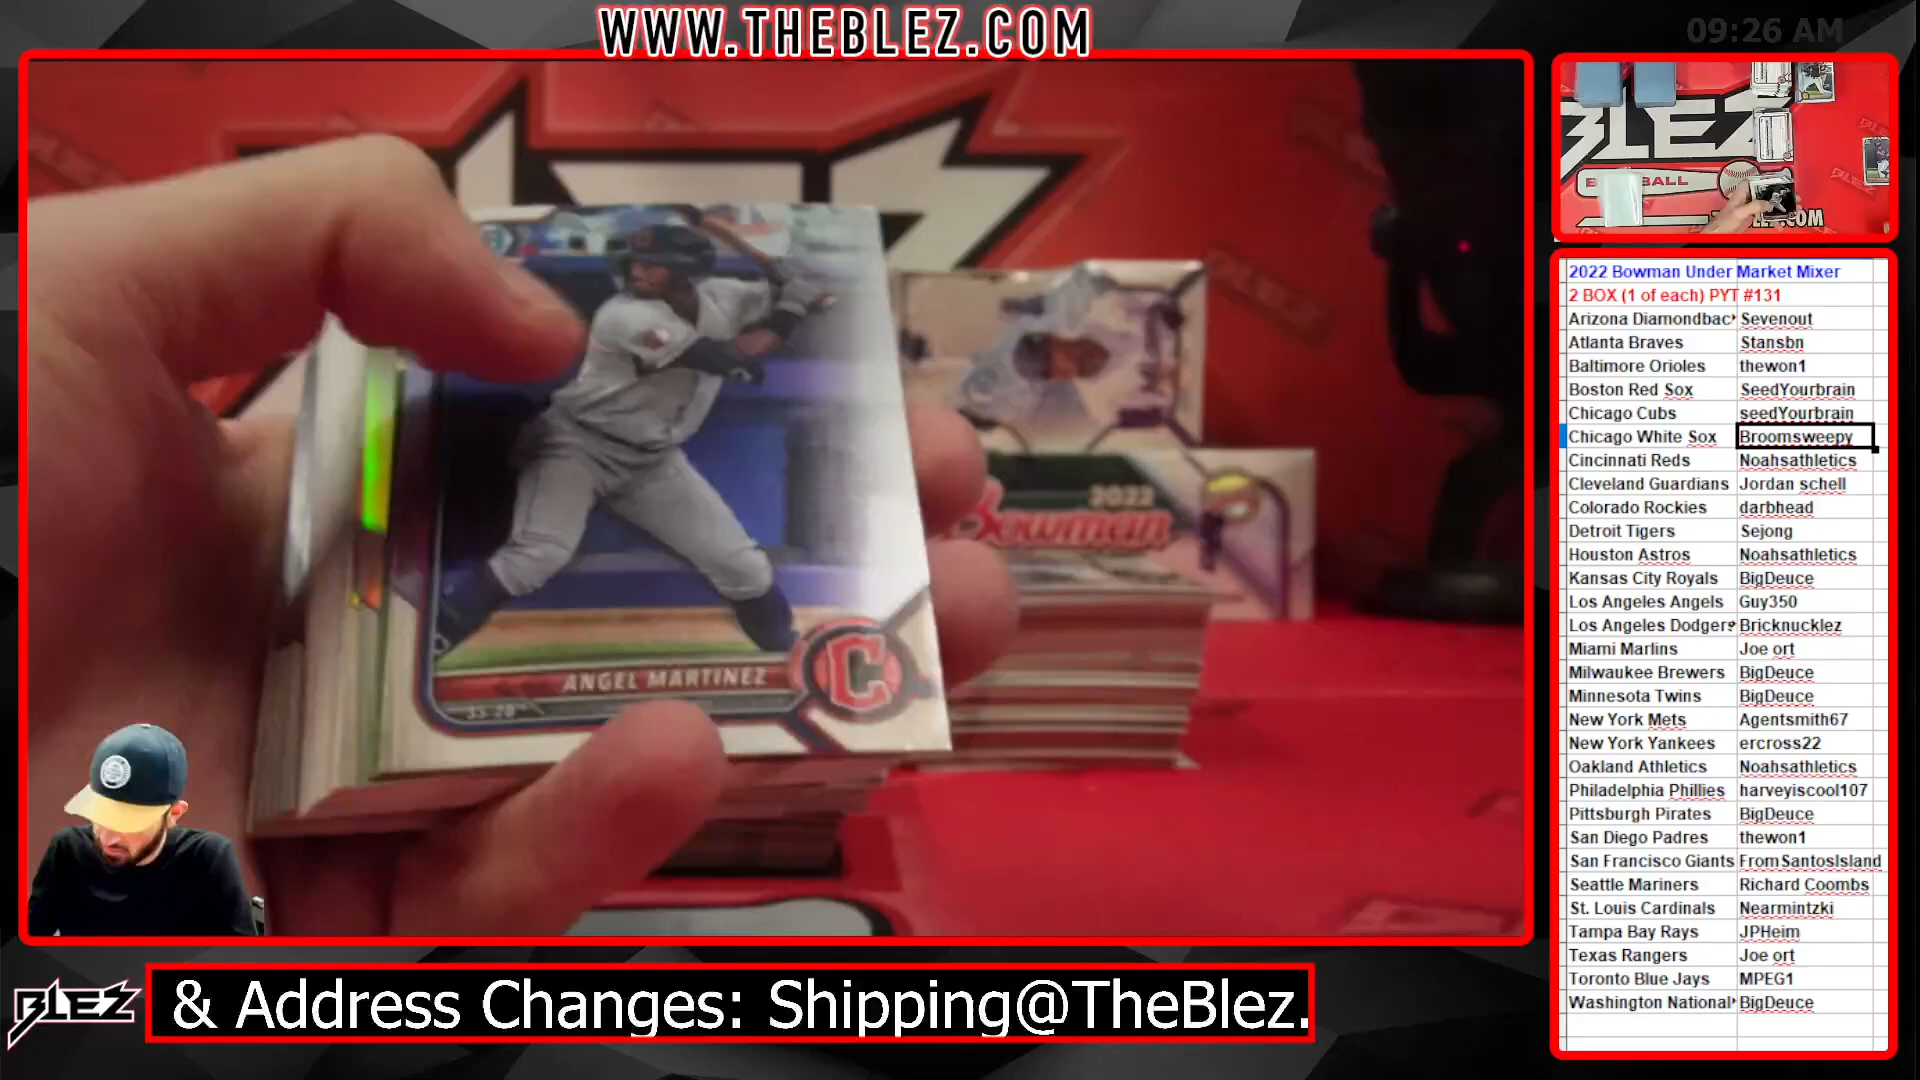 WWW.THEBLEZ.COM
09:26 AM
BLEZ
2022 Bowman Under Market Mixer
2 BOX (1 of each) PYT #131
Arizona Diamondbac Sevenout
Atlanta Braves Stansbn
Baltimore Orioles thewon1
Boston Red Sox SeedYourbrain
Chicago Cubs seedYourbrain
Chicago White Sox Broomsweepy
Cincinnati Reds Noahsathletics
Cleveland Guardians Jordan schell
Colorado Rockies darbhead
Detroit Tigers Sejong
Houston Astros Noahsathletics
Kansas City Royals BigDeuce
Los Angeles Angels Guy350
Los Angeles Dodgers Bricknucklez
Miami Marlins Joe ort
Milwaukee Brewers BigDeuce
Minnesota Twins BigDeuce
New York Mets Agentsmith67
New York Yankees ercross22
Oakland Athletics Noahsathletics
Philadelphia Phillies harveyiscool107
Pittsburgh Pirates BigDeuce
San Diego Padres thewon1
San Francisco Giants FromSantosIsland
Seattle Mariners Richard Coombs
St. Louis Cardinals Nearmintzki
Tampa Bay Rays JPHeim
Texas Rangers Joe ort
Toronto Blue Jays MPEG1
Washington National BigDeuce
2022
Bowman
C
ANGEL MARTINEZ
SS-2B
BLEZ
& Address Changes: Shipping@TheBlez.